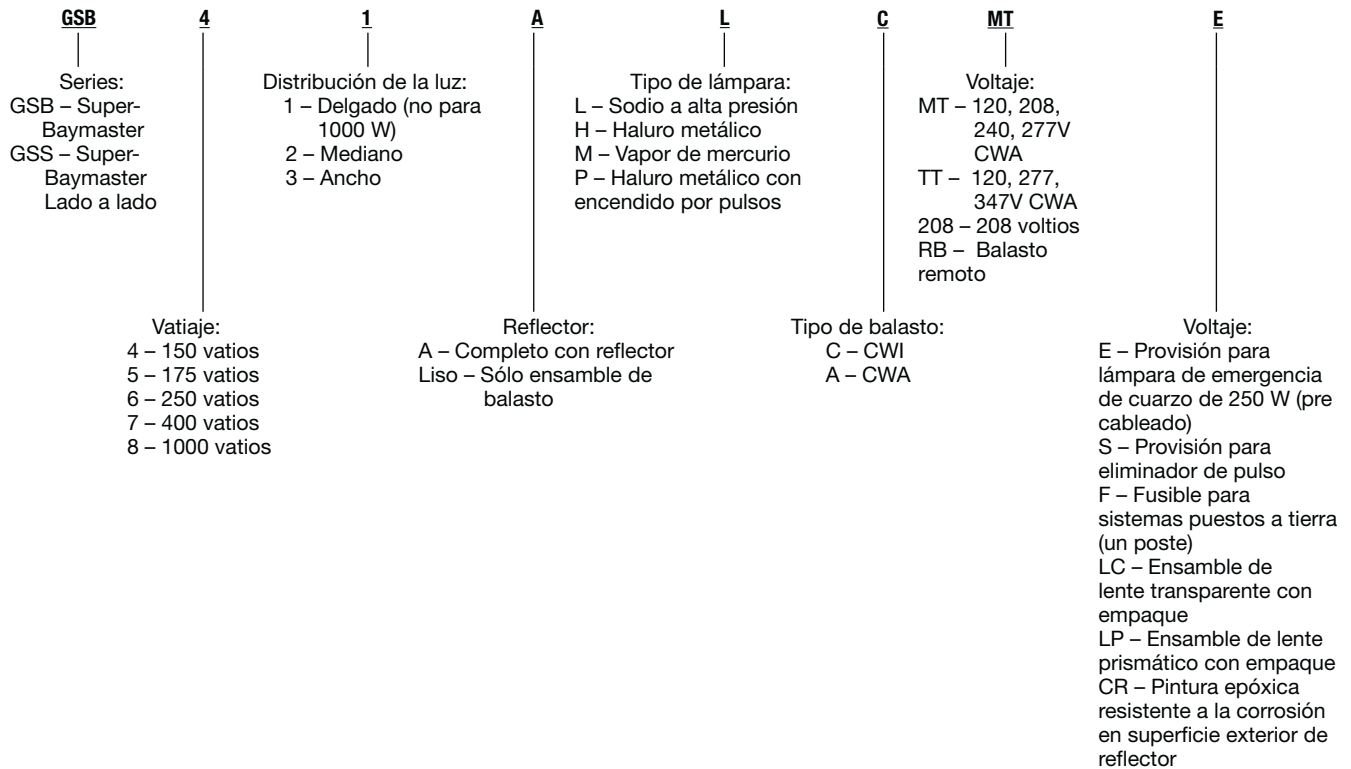 GSB 4 1 A L C MT E
Series:
GSB – Super-
Baymaster
GSS – Super-
Baymaster
Lado a lado
Distribución de la luz:
1 – Delgado (no para
1000 W)
2 – Mediano
3 – Ancho
Tipo de lámpara:
L – Sodio a alta presión
H – Haluro metálico
M – Vapor de mercurio
P – Haluro metálico con
encendido por pulsos
Voltaje:
MT – 120, 208,
240, 277V
CWA
TT – 120, 277,
347V CWA
208 – 208 voltios
RB – Balasto
remoto
Vatiaje:
4 – 150 vatios
5 – 175 vatios
6 – 250 vatios
7 – 400 vatios
8 – 1000 vatios
Reflector:
A – Completo con reflector
Liso – Sólo ensamble de
balasto
Tipo de balasto:
C – CWI
A – CWA
Voltaje:
E – Provisión para
lámpara de emergencia
de cuarzo de 250 W (pre
cableado)
S – Provisión para
eliminador de pulso
F – Fusible para
sistemas puestos a tierra
(un poste)
LC – Ensamble de
lente transparente con
empaque
LP – Ensamble de lente
prismático con empaque
CR – Pintura epóxica
resistente a la corrosión
en superficie exterior de
reflector